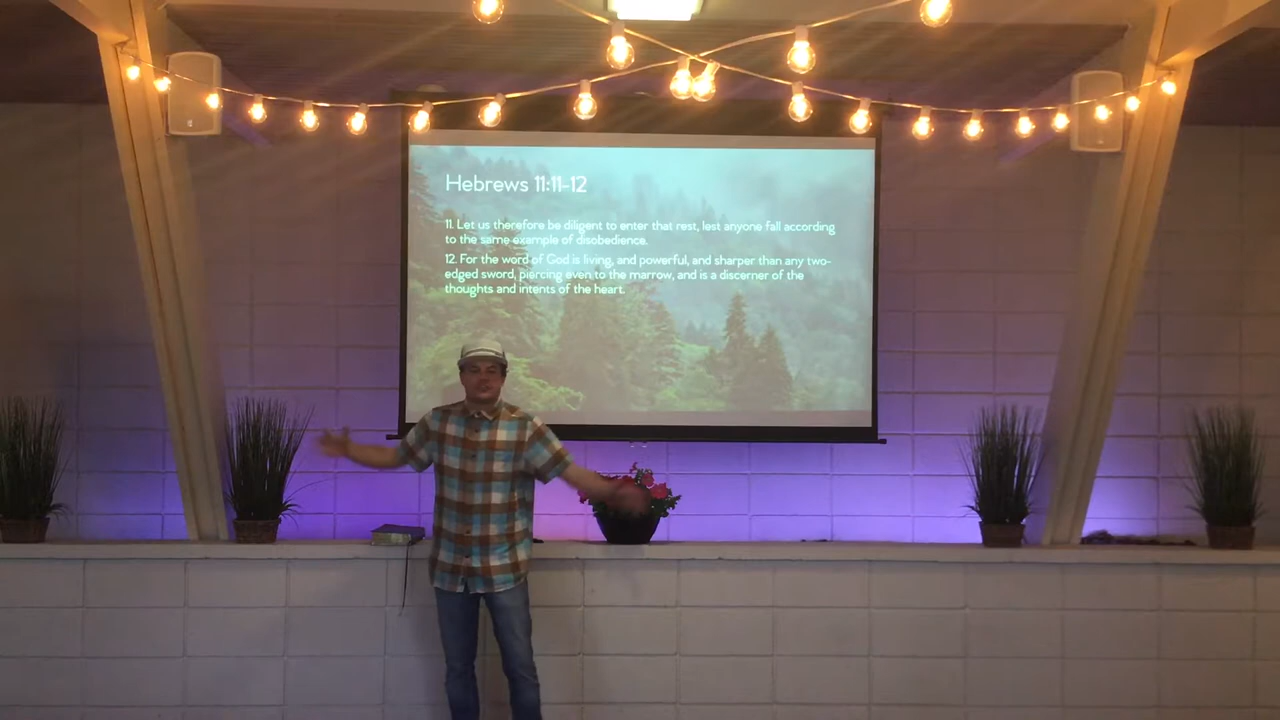 Hebrews 11:11-12
11. Let us therefore be diligent to enter that rest, lest anyone fall according
to the same example of disobedience.
12. For the word of God is living, and powerful, and sharper than any two-
edged sword, piercing even to the marrow, and is a discerner of the
thoughts and intents of the heart.